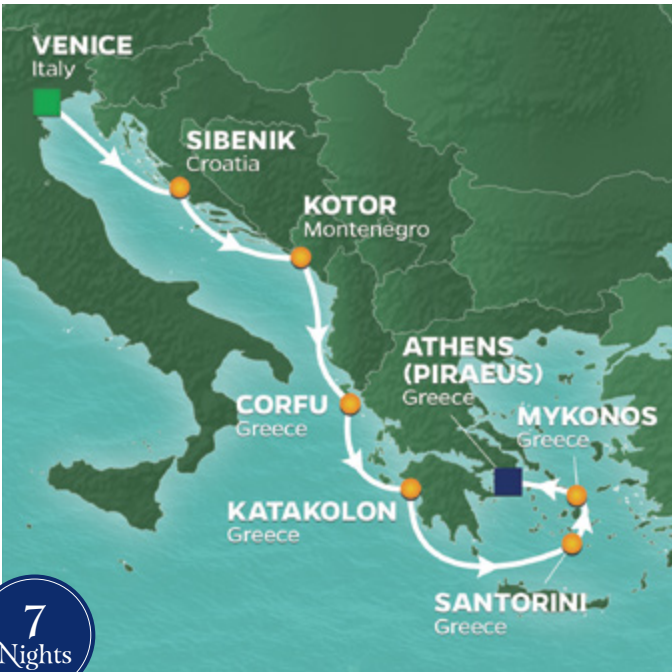 VENICE
Italy
SIBENIK
Croatia
KOTOR
Montenegro
ATHENS
(PIRAEUS)
Greece
MYKONOS
Greece
CORFU
Greece
KATAKOLON
Greece
SANTORINI
Greece
7
Nights